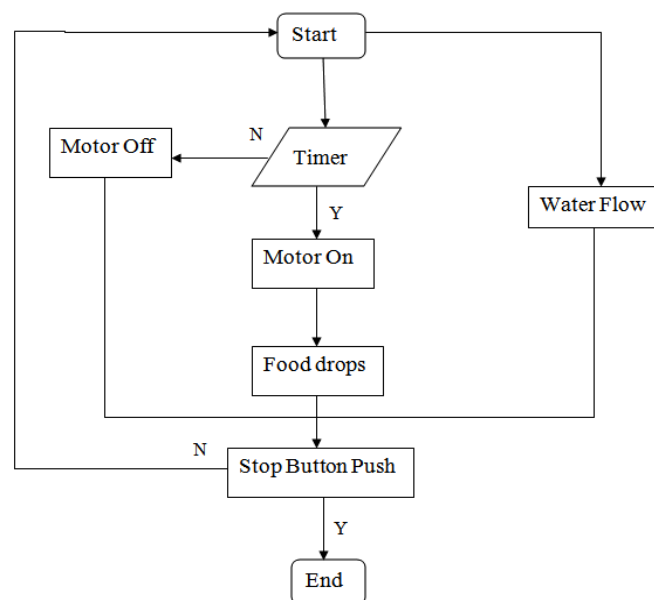 Start
N
Motor Off
Timer
Y
Water Flow
Motor On
Food drops
N
Stop Button Push
Y
End